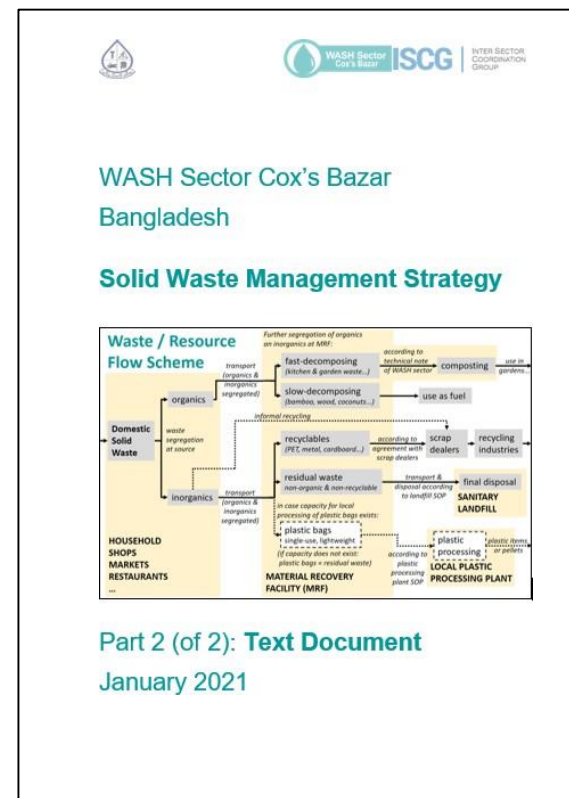 WASH Sector
Cox's Bazar
ISCG
INTER SECTOR
COORDINATION
GROUP
WASH Sector Cox's Bazar
Bangladesh
Solid Waste Management Strategy
Waste / Resource
Flow Scheme
Further segregation of organics
an inorganics at MRF:
transport
(organics &
inorganics
segregated)
organics
fast-decomposing
(kitchen & garden waste...)
according to
technical note
of WASH sector
composting
use in
gardens...
slow-decomposing
(bamboo, wood, coconuts...)
use as fuel
Domestic
Solid
Waste
waste
segregation
at source
informal recycling
recyclables
(PET, metal, cardboard...)
according to
agreement with
scrap dealers
scrap
dealers
recycling
industries
inorganics
transport
(organics &
inorganics
segregated)
residual waste
non-organic & non-recyclable
transport &
disposal according
to landfill SOP
final disposal
SANITARY
LANDFILL
in case capacity for local
processing of plastic bags exists:
plastic bags
single-use, lightweight
(if capacity does not exist:
plastic bags = residual waste)
according to
plastic
processing
plant SOP
plastic
processing
plastic items
or pellets
LOCAL PLASTIC
PROCESSING PLANT
HOUSEHOLD
SHOPS
MARKETS
RESTAURANTS
...
MATERIAL RECOVERY
FACILITY (MRF)
Part 2 (of 2): Text Document
January 2021